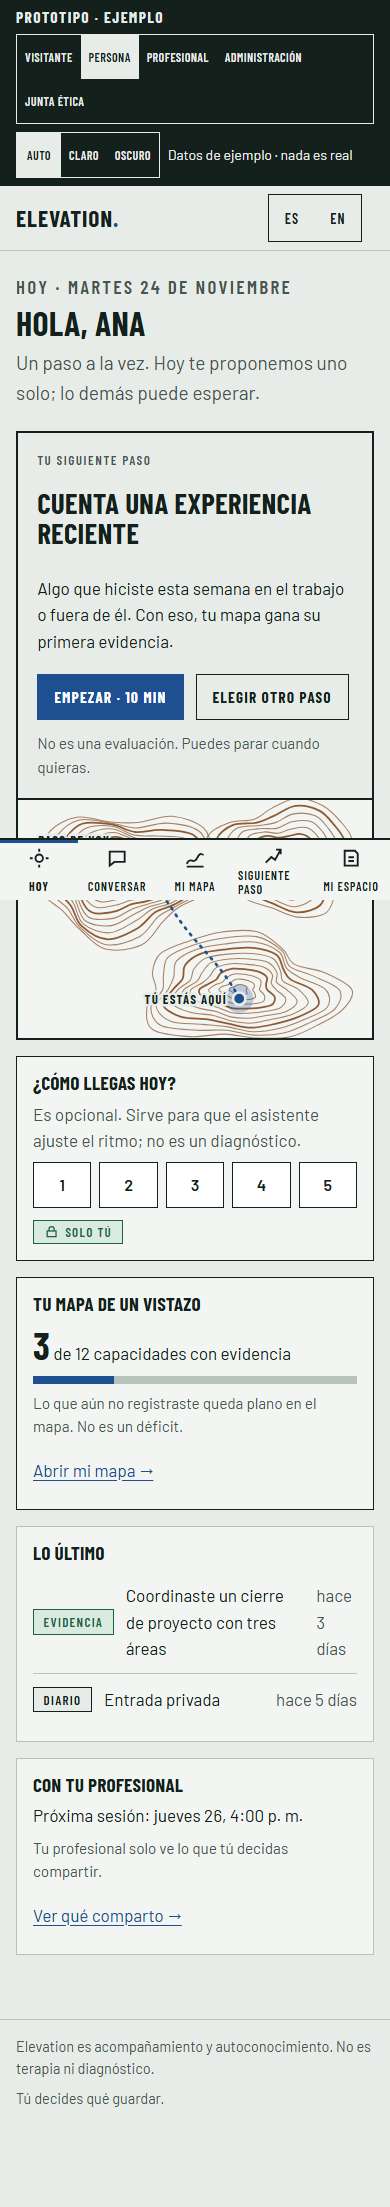 PROTOTIPO · EJEMPLO
VISITANTE PERSONA PROFESIONAL ADMINISTRACIÓN
JUNTA ÉTICA
AUTO CLARO OSCURO Datos de ejemplo · nada es real
ELEVATION. ES EN
HOY · MARTES 24 DE NOVIEMBRE
HOLA, ANA
Un paso a la vez. Hoy te proponemos uno
solo; lo demás puede esperar.
TU SIGUIENTE PASO
CUENTA UNA EXPERIENCIA
RECIENTE
Algo que hiciste esta semana en el trabajo
o fuera de él. Con eso, tu mapa gana su
primera evidencia.
EMPEZAR · 10 MIN ELEGIR OTRO PASO
No es una evaluación. Puedes parar cuando
quieras.
HOY CONVERSAR MI MAPA SIGUIENTE
PASO MI ESPACIO
TÚ ESTÁS AQUÍ
¿CÓMO LLEGAS HOY?
Es opcional. Sirve para que el asistente
ajuste el ritmo; no es un diagnóstico.
1 2 3 4 5
SOLO TÚ
TU MAPA DE UN VISTAZO
3 de 12 capacidades con evidencia
Lo que aún no registraste queda plano en el
mapa. No es un déficit.
Abrir mi mapa →
LO ÚLTIMO
EVIDENCIA Coordinaste un cierre
de proyecto con tres
áreas hace
3
días
DIARIO Entrada privada hace 5 días
CON TU PROFESIONAL
Próxima sesión: jueves 26, 4:00 p. m.
Tu profesional solo ve lo que tú decidas
compartir.
Ver qué comparto →
Elevation es acompañamiento y autoconocimiento. No es
terapia ni diagnóstico.
Tú decides qué guardar.